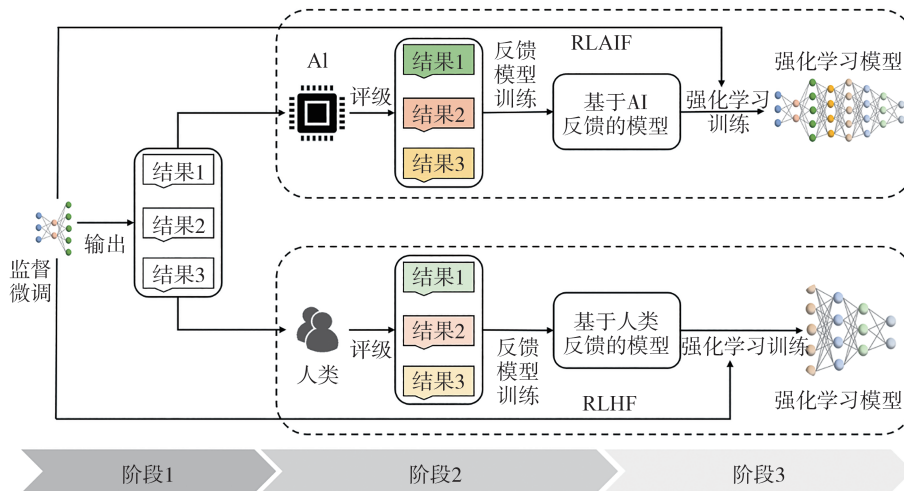 RLAIF
AI
评级
结果1
结果2
结果3
反馈
模型
训练
基于AI
反馈的模型
强化学习
训练
强化学习模型
结果1
结果2
结果3
输出
监督
微调
人类
评级
结果1
结果2
结果3
反馈
模型
训练
基于人类
反馈的模型
强化学习训练
强化学习模型
RLHF
阶段1
阶段2
阶段3